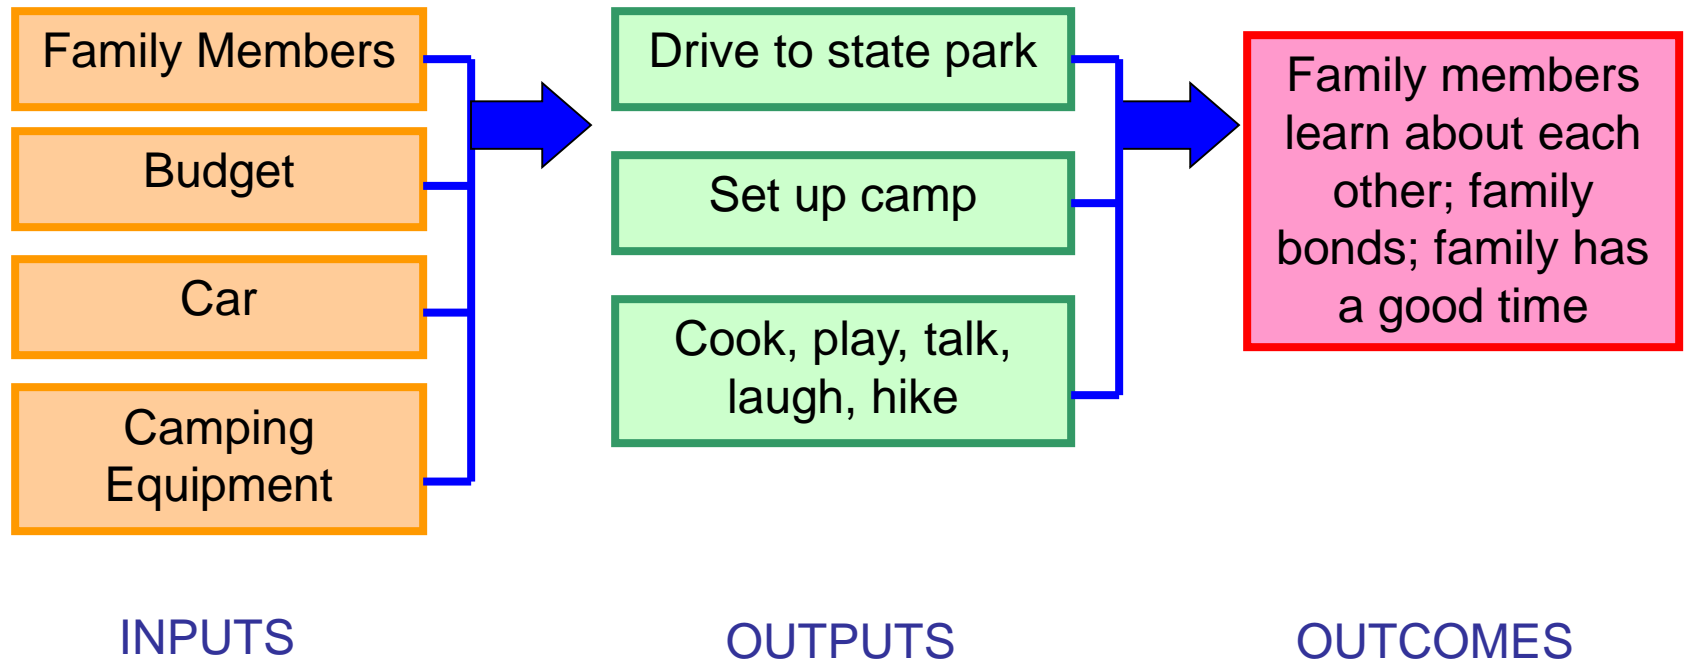 Family Members
Budget
Car
Camping
Equipment
INPUTS
Drive to state park
Set up camp
Cook, play, talk,
laugh, hike
OUTPUTS
Family members
learn about each
other; family
bonds; family has
a good time
OUTCOMES